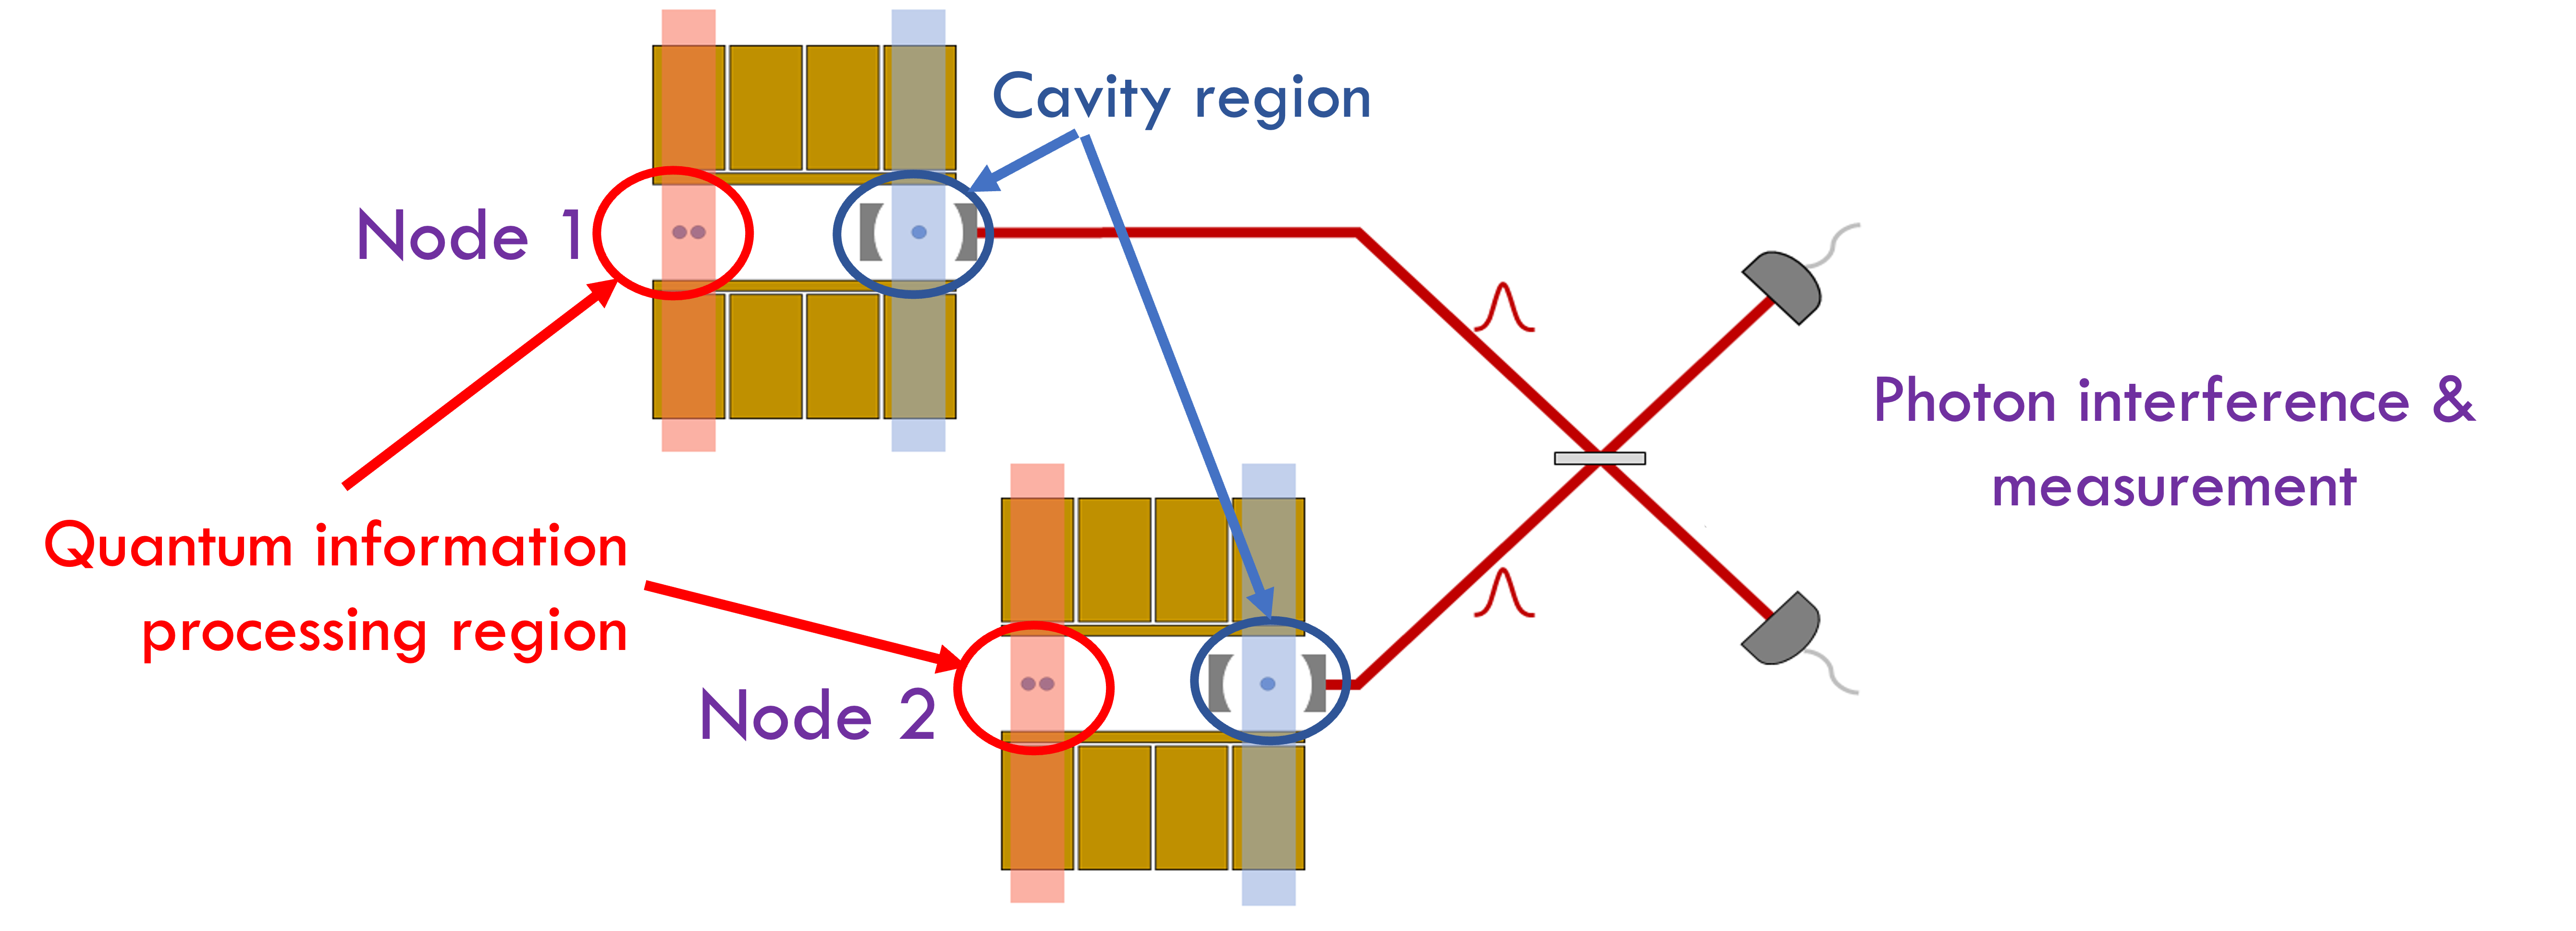 Cavity region
Node 1
Photon interference &
measurement
Quantum information
processing region
Node 2